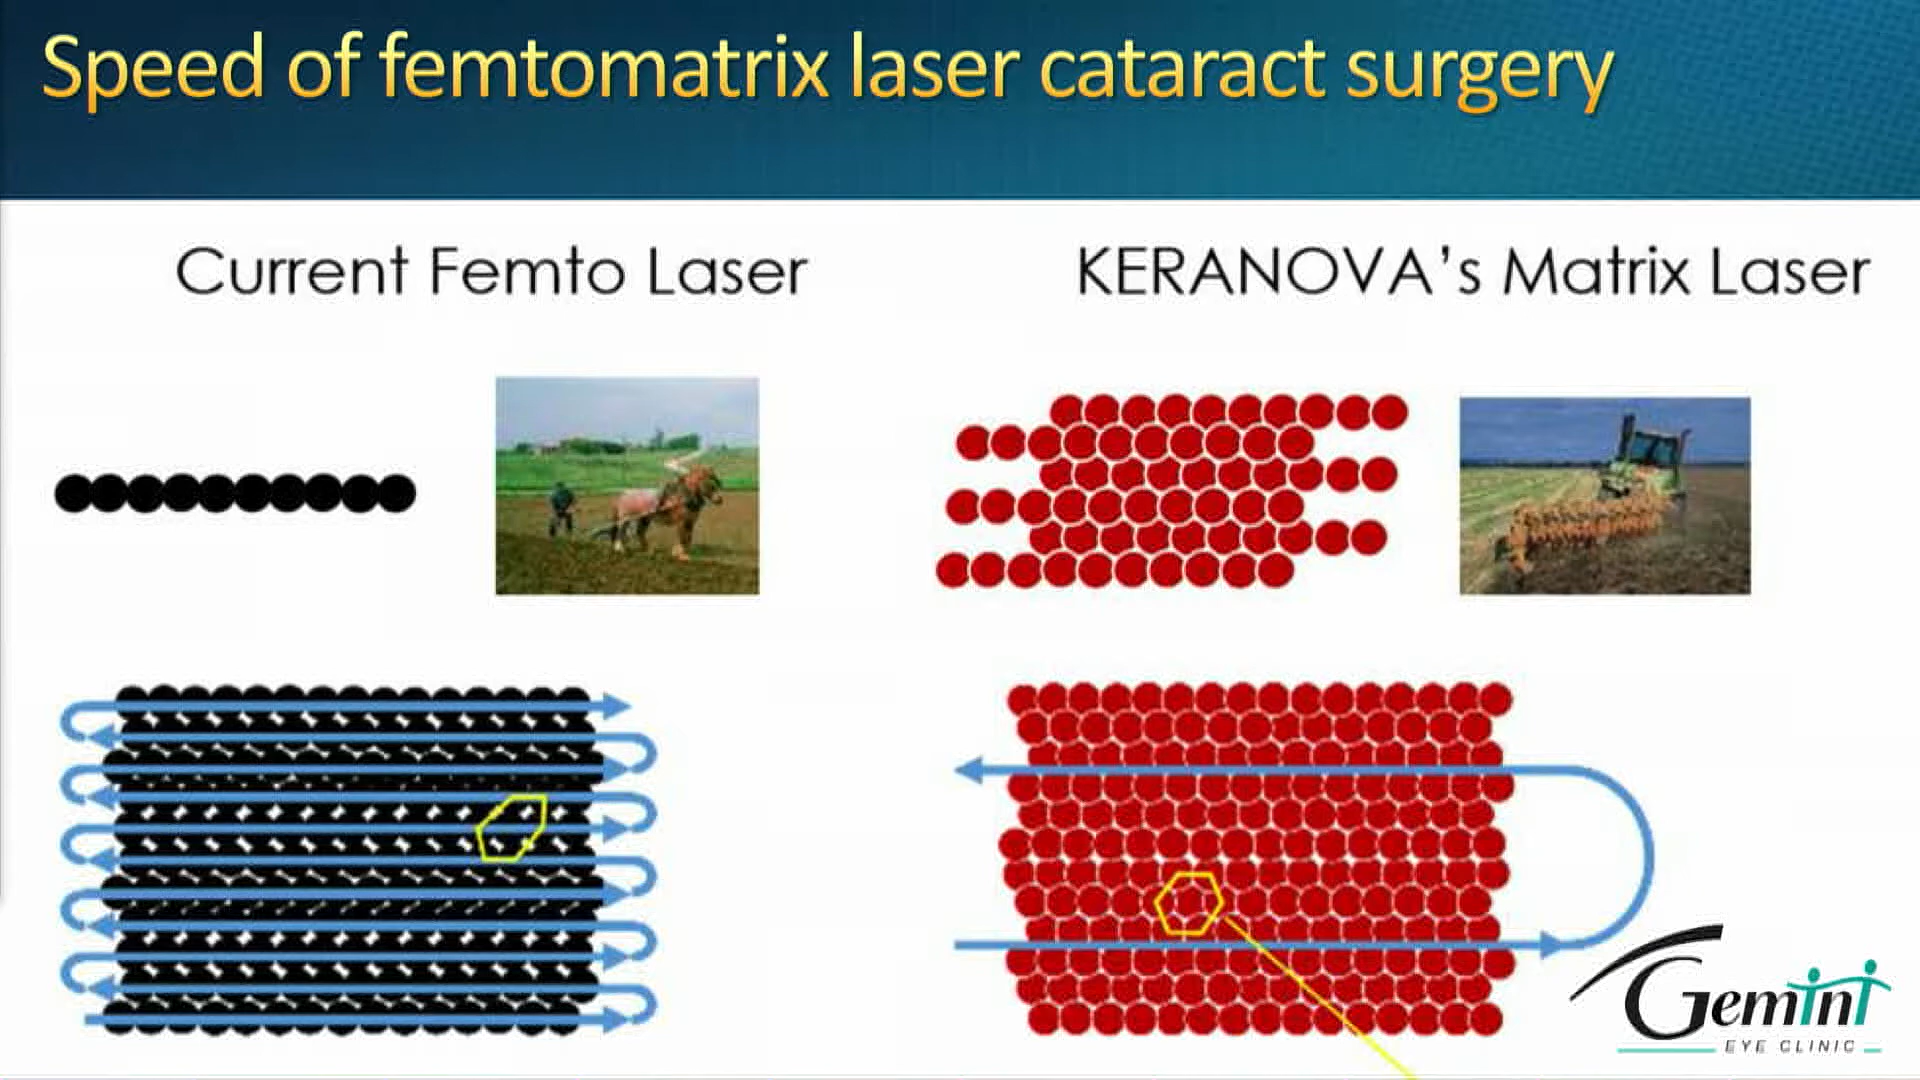 Speed of femtomatrix laser cataract surgery
Current Femto Laser
KERANOVA's Matrix Laser
Gemini
EYE CLINIC